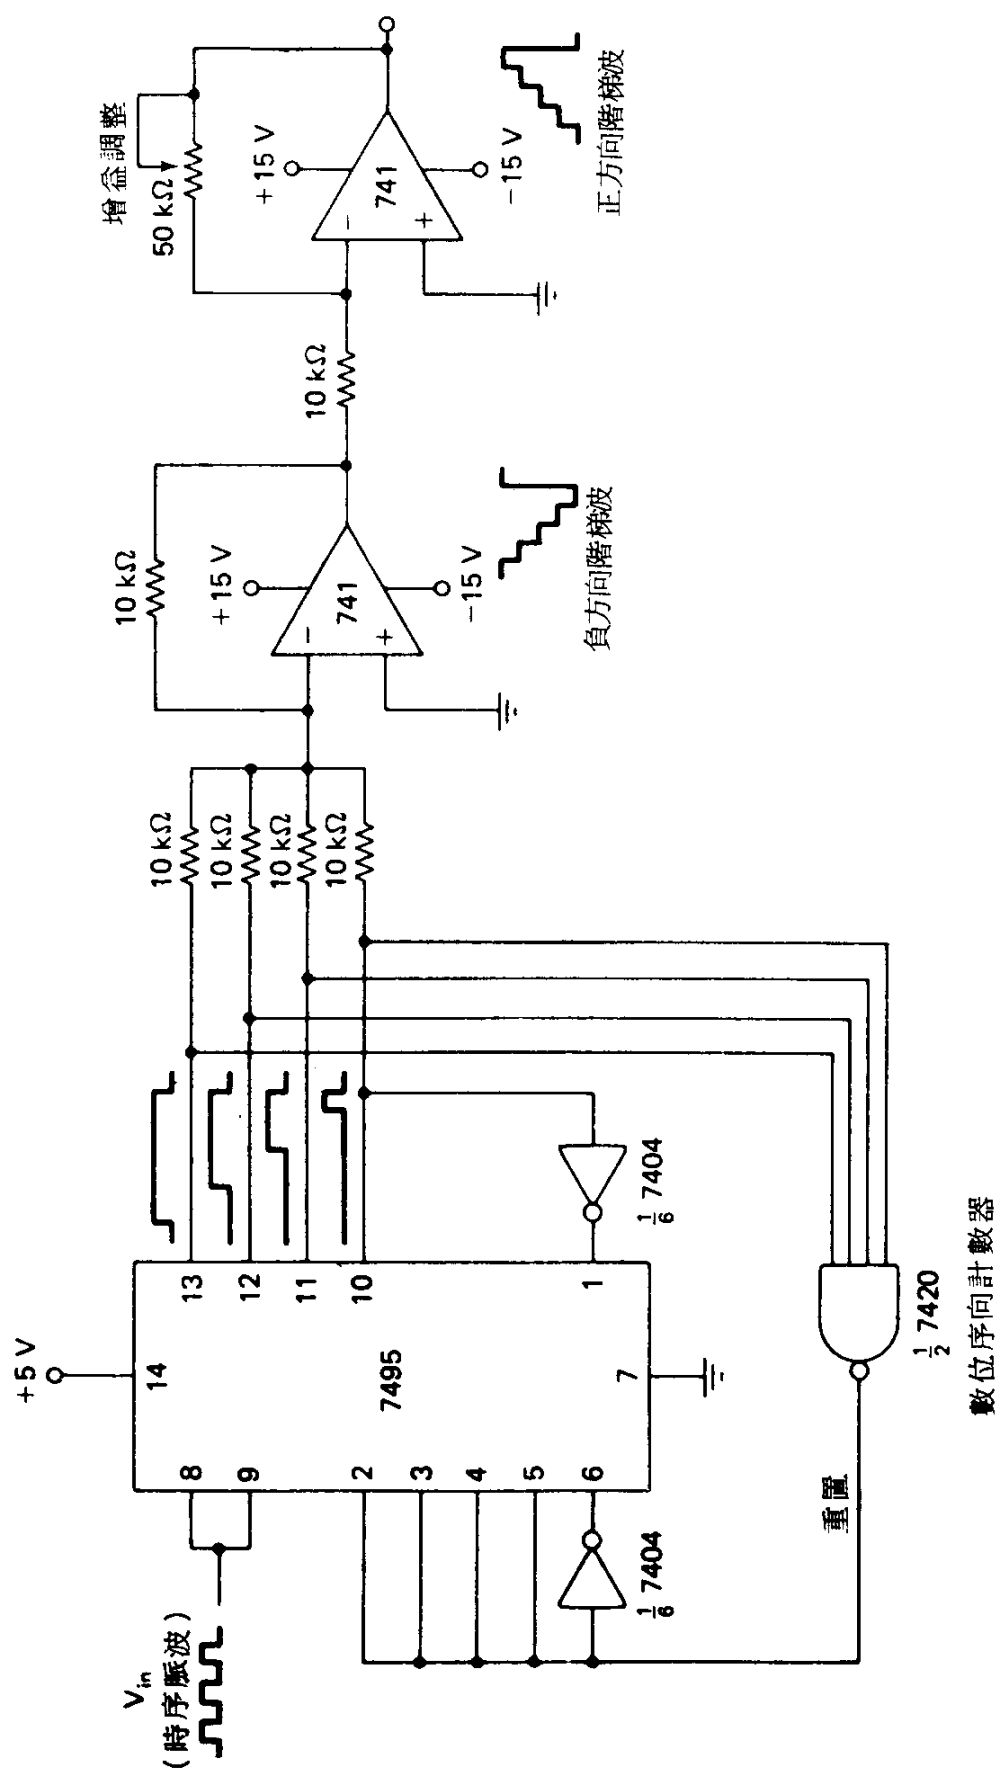 V_in
(時序脈波)
+5 V
8
9
14
13
12
11
10
7495
2
3
4
5
6
7
1
1/6 7404
1/6 7404
重置
1/2 7420
數位序向計數器
10 kΩ
10 kΩ
10 kΩ
10 kΩ
10 kΩ
+15 V
−
+
741
−15 V
負方向階梯波
10 kΩ
增益調整
50 kΩ
+15 V
−
+
741
−15 V
正方向階梯波